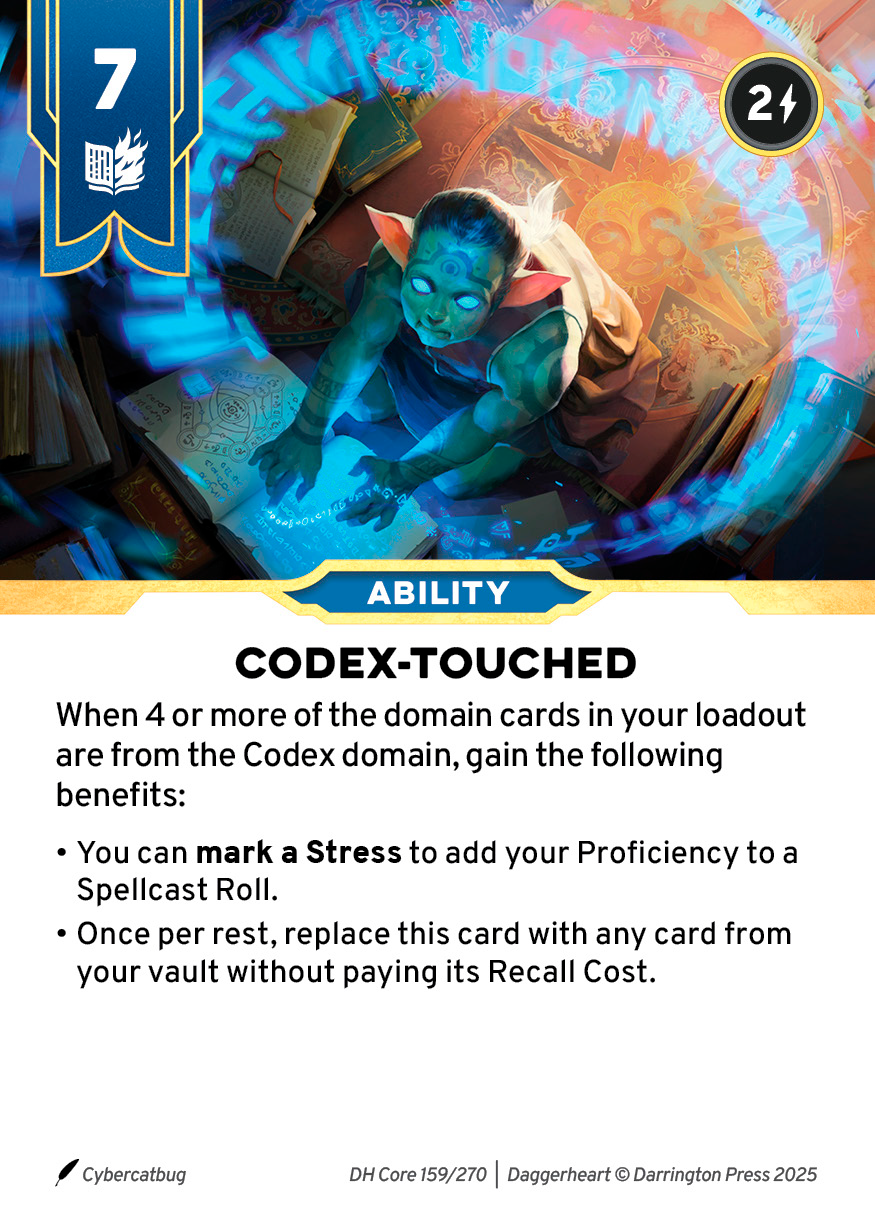 7
2
ABILITY
CODEX-TOUCHED
When 4 or more of the domain cards in your loadout
are from the Codex domain, gain the following
benefits:
• You can mark a Stress to add your Proficiency to a
Spellcast Roll.
• Once per rest, replace this card with any card from
your vault without paying its Recall Cost.
Cybercatbug
DH Core 159/270 | Daggerheart © Darrington Press 2025